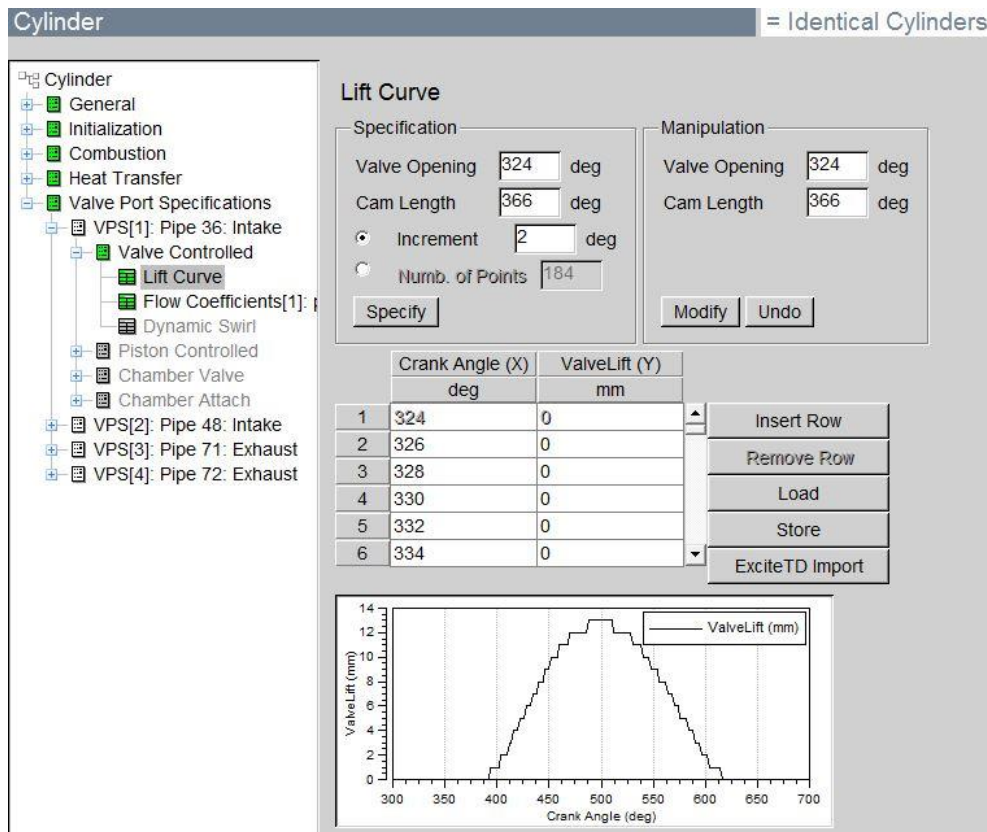 Cylinder
= Identical Cylinders
Cylinder
General
Initialization
Combustion
Heat Transfer
Valve Port Specifications
VPS[1]: Pipe 36: Intake
Valve Controlled
Lift Curve
Flow Coefficients[1]: p
Dynamic Swirl
Piston Controlled
Chamber Valve
Chamber Attach
VPS[2]: Pipe 48: Intake
VPS[3]: Pipe 71: Exhaust
VPS[4]: Pipe 72: Exhaust
Lift Curve
Specification
Valve Opening 324 deg
Cam Length 366 deg
Increment 2 deg
Numb. of Points 184
Specify
Manipulation
Valve Opening 324 deg
Cam Length 366 deg
Modify Undo
Crank Angle (X) ValveLift (Y)
deg mm
1 324 0
2 326 0
3 328 0
4 330 0
5 332 0
6 334 0
Insert Row
Remove Row
Load
Store
ExciteTD Import
ValveLift (mm)
14
12
10
8
6
4
2
0
ValveLift (mm)
300 350 400 450 500 550 600 650 700
Crank Angle (deg)